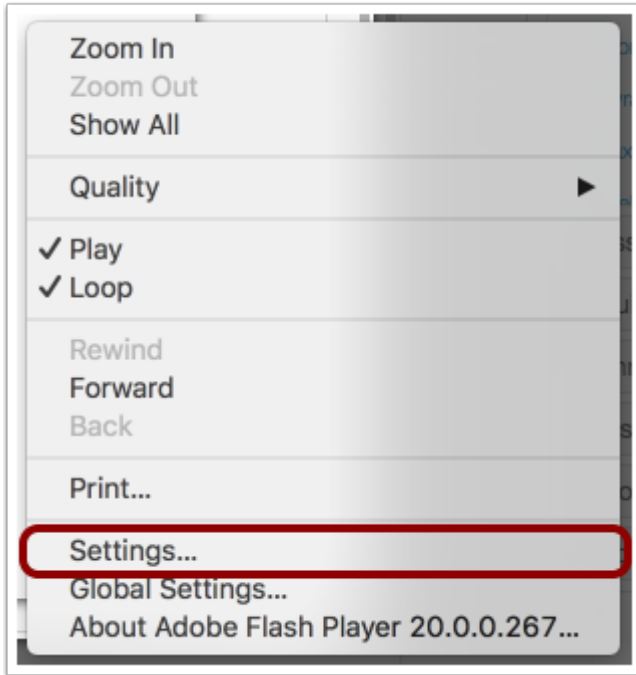 Zoom In
Zoom Out
Show All
Quality
Play
Loop
Rewind
Forward
Back
Print...
Settings...
Global Settings...
About Adobe Flash Player 20.0.0.267...